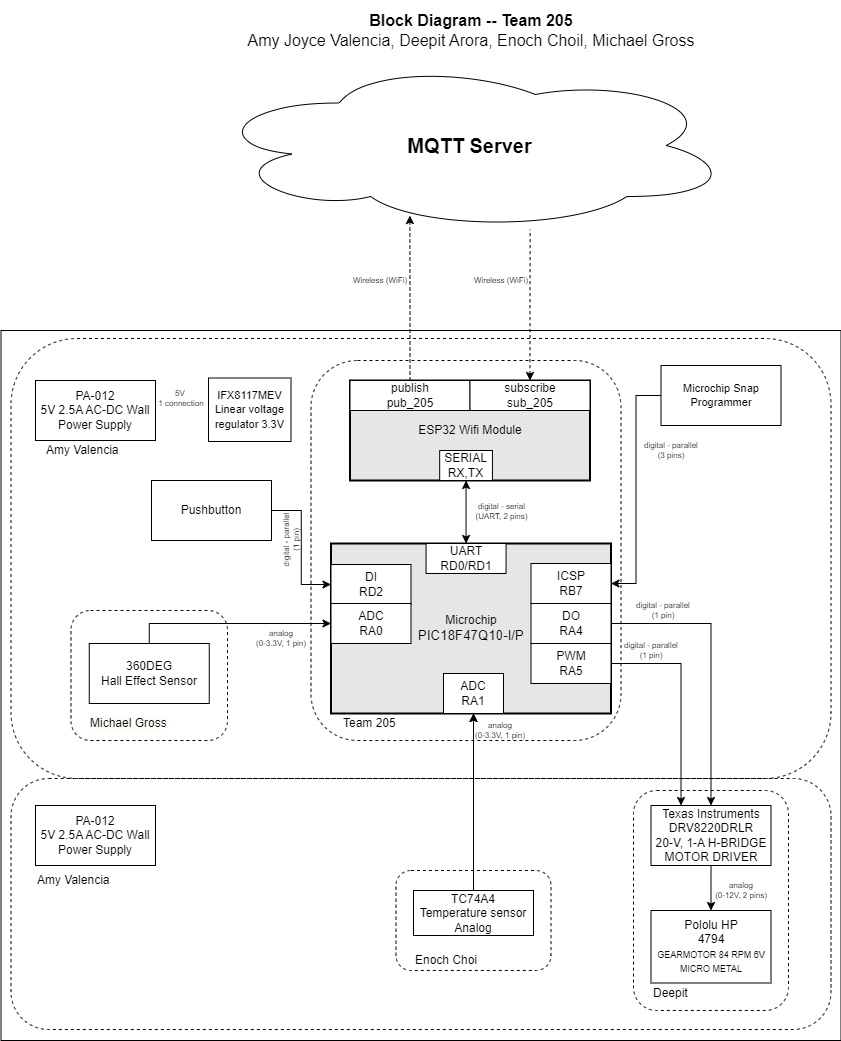 Block Diagram -- Team 205
Amy Joyce Valencia, Deepit Arora, Enoch Choil, Michael Gross
MQTT Server
Wireless (WiFi)
Wireless (WiFi)
PA-012
5V 2.5A AC-DC Wall
Power Supply
Amy Valencia
5V
1 connection
IFX8117MEV
Linear voltage
regulator 3.3V
publish
pub_205
subscribe
sub_205
ESP32 Wifi Module
SERIAL
RX,TX
Microchip Snap
Programmer
digital - parallel
(3 pins)
Pushbutton
digital - parallel
(1 pin)
digital - serial
(UART, 2 pins)
UART
RD0/RD1
DI
RD2
ADC
RA0
Microchip
PIC18F47Q10-I/P
ICSP
RB7
DO
RA4
PWM
RA5
ADC
RA1
digital - parallel
(1 pin)
digital - parallel
(1 pin)
analog
(0-3.3V, 1 pin)
360DEG
Hall Effect Sensor
Michael Gross
Team 205
analog
(0-3.3V, 1 pin)
PA-012
5V 2.5A AC-DC Wall
Power Supply
Amy Valencia
TC74A4
Temperature sensor
Analog
Enoch Choi
Texas Instruments
DRV8220DRLR
20-V, 1-A H-BRIDGE
MOTOR DRIVER
analog
(0-12V, 2 pins)
Pololu HP
4794
GEARMOTOR 84 RPM 6V
MICRO METAL
Deepit